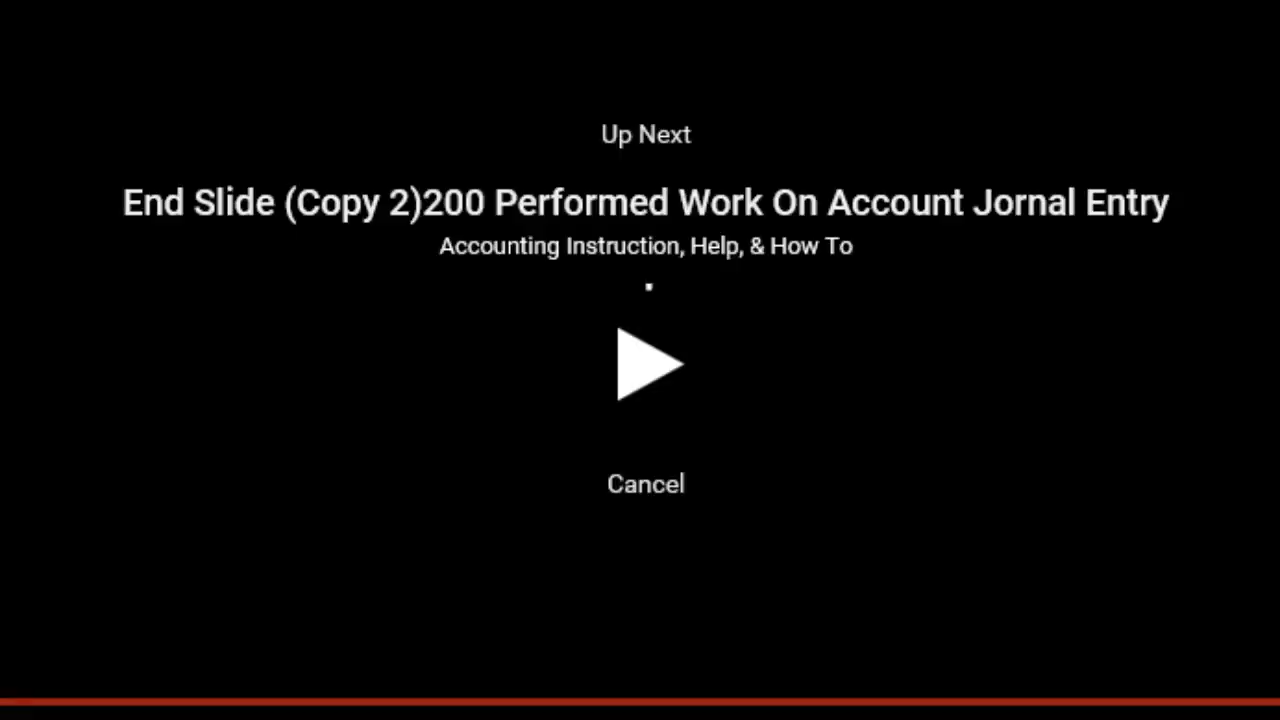 Up Next
End Slide (Copy 2)200 Performed Work On Account Jornal Entry
Accounting Instruction, Help, & How To
Cancel